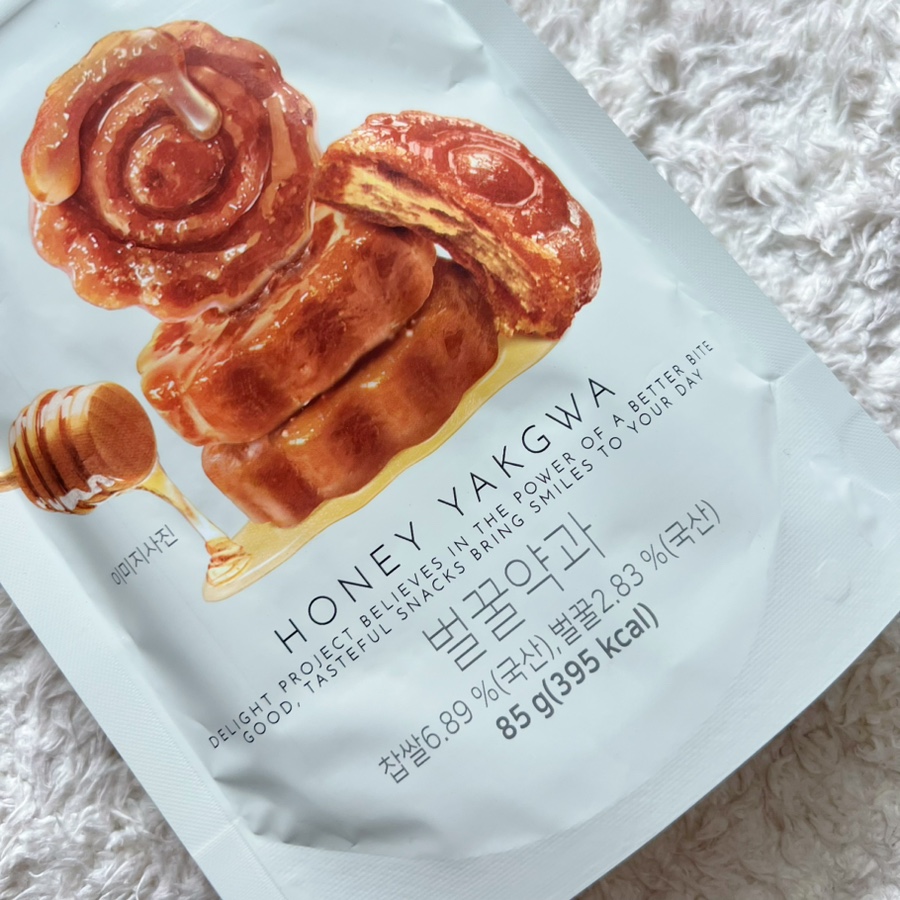 이미지사진
HONEY YAKGWA
DELIGHT PROJECT BELIEVES IN THE POWER OF A BETTER BITE
GOOD, TASTEFUL SNACKS BRING SMILES TO YOUR DAY
벌꿀약과
찹쌀6.89 %(국산),벌꿀2.83 %(국산)
85 g(395 kcal)